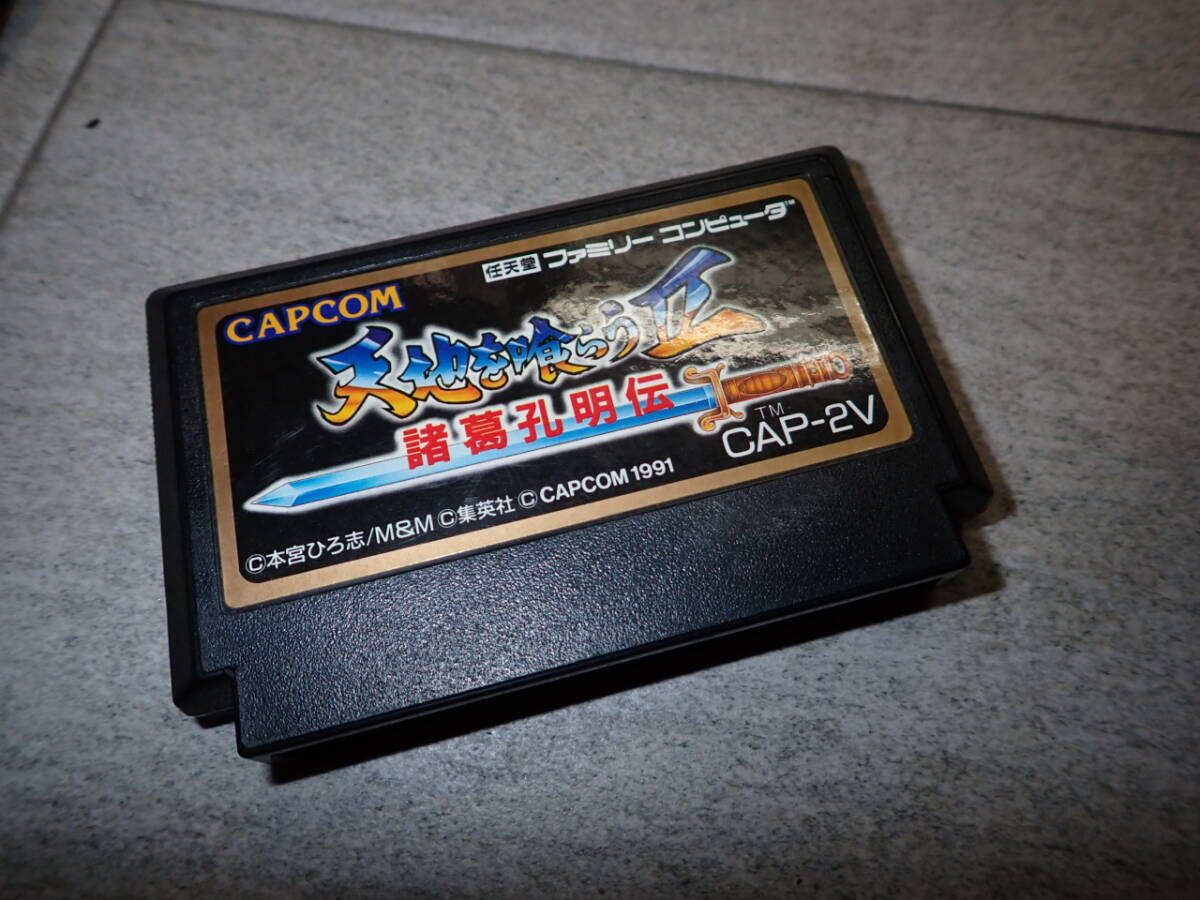 任天堂 ファミリー コンピュータ™
CAPCOM
天地を喰らうII
諸葛孔明伝
™
CAP-2V
©本宮ひろ志/M&M ©集英社 © CAPCOM 1991